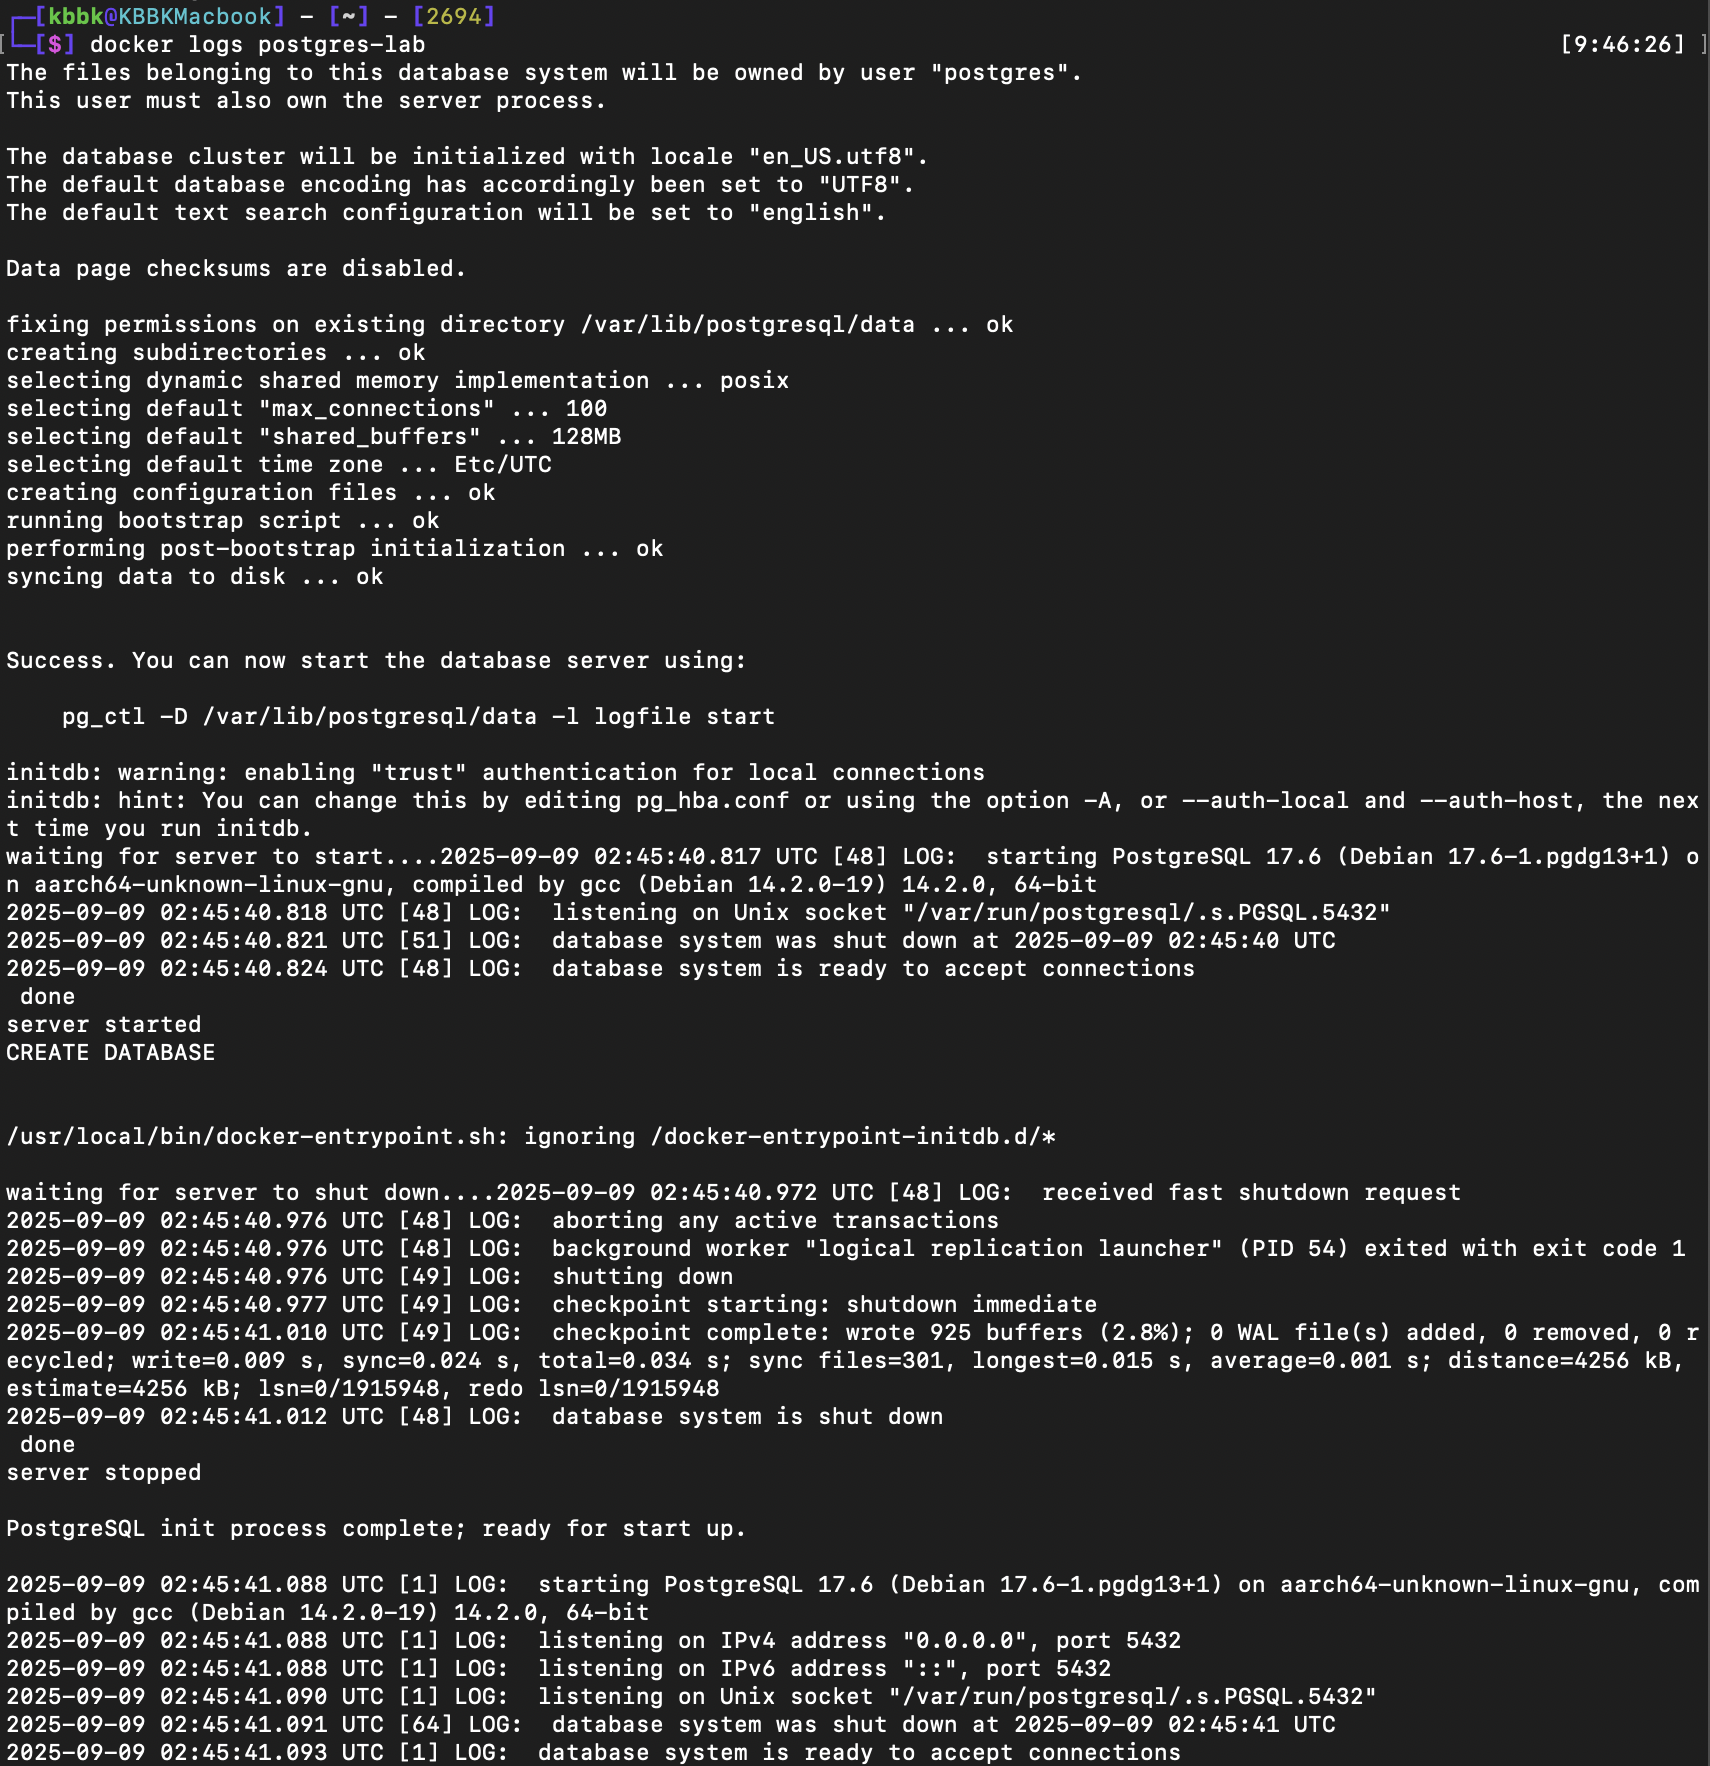 ┌─[kbbk@KBBKMacbook] - [~] - [2694]
[└─[$] docker logs postgres-lab [9:46:26] ]
The files belonging to this database system will be owned by user "postgres".
This user must also own the server process.

The database cluster will be initialized with locale "en_US.utf8".
The default database encoding has accordingly been set to "UTF8".
The default text search configuration will be set to "english".

Data page checksums are disabled.

fixing permissions on existing directory /var/lib/postgresql/data ... ok
creating subdirectories ... ok
selecting dynamic shared memory implementation ... posix
selecting default "max_connections" ... 100
selecting default "shared_buffers" ... 128MB
selecting default time zone ... Etc/UTC
creating configuration files ... ok
running bootstrap script ... ok
performing post-bootstrap initialization ... ok
syncing data to disk ... ok


Success. You can now start the database server using:

    pg_ctl -D /var/lib/postgresql/data -l logfile start

initdb: warning: enabling "trust" authentication for local connections
initdb: hint: You can change this by editing pg_hba.conf or using the option -A, or --auth-local and --auth-host, the nex
t time you run initdb.
waiting for server to start....2025-09-09 02:45:40.817 UTC [48] LOG:  starting PostgreSQL 17.6 (Debian 17.6-1.pgdg13+1) o
n aarch64-unknown-linux-gnu, compiled by gcc (Debian 14.2.0-19) 14.2.0, 64-bit
2025-09-09 02:45:40.818 UTC [48] LOG:  listening on Unix socket "/var/run/postgresql/.s.PGSQL.5432"
2025-09-09 02:45:40.821 UTC [51] LOG:  database system was shut down at 2025-09-09 02:45:40 UTC
2025-09-09 02:45:40.824 UTC [48] LOG:  database system is ready to accept connections
 done
server started
CREATE DATABASE


/usr/local/bin/docker-entrypoint.sh: ignoring /docker-entrypoint-initdb.d/*

waiting for server to shut down....2025-09-09 02:45:40.972 UTC [48] LOG:  received fast shutdown request
2025-09-09 02:45:40.976 UTC [48] LOG:  aborting any active transactions
2025-09-09 02:45:40.976 UTC [48] LOG:  background worker "logical replication launcher" (PID 54) exited with exit code 1
2025-09-09 02:45:40.976 UTC [49] LOG:  shutting down
2025-09-09 02:45:40.977 UTC [49] LOG:  checkpoint starting: shutdown immediate
2025-09-09 02:45:41.010 UTC [49] LOG:  checkpoint complete: wrote 925 buffers (2.8%); 0 WAL file(s) added, 0 removed, 0 r
ecycled; write=0.009 s, sync=0.024 s, total=0.034 s; sync files=301, longest=0.015 s, average=0.001 s; distance=4256 kB,
estimate=4256 kB; lsn=0/1915948, redo lsn=0/1915948
2025-09-09 02:45:41.012 UTC [48] LOG:  database system is shut down
 done
server stopped

PostgreSQL init process complete; ready for start up.

2025-09-09 02:45:41.088 UTC [1] LOG:  starting PostgreSQL 17.6 (Debian 17.6-1.pgdg13+1) on aarch64-unknown-linux-gnu, com
piled by gcc (Debian 14.2.0-19) 14.2.0, 64-bit
2025-09-09 02:45:41.088 UTC [1] LOG:  listening on IPv4 address "0.0.0.0", port 5432
2025-09-09 02:45:41.088 UTC [1] LOG:  listening on IPv6 address "::", port 5432
2025-09-09 02:45:41.090 UTC [1] LOG:  listening on Unix socket "/var/run/postgresql/.s.PGSQL.5432"
2025-09-09 02:45:41.091 UTC [64] LOG:  database system was shut down at 2025-09-09 02:45:41 UTC
2025-09-09 02:45:41.093 UTC [1] LOG:  database system is ready to accept connections